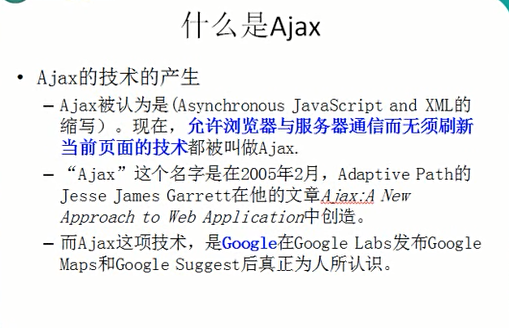 什么是Ajax
• Ajax的技术的产生
– Ajax被认为是(Asynchronous JavaScript and XML的
缩写）。现在，允许浏览器与服务器通信而无须刷新
当前页面的技术都被叫做Ajax.
– “Ajax”这个名字是在2005年2月，Adaptive Path的
Jesse James Garrett在他的文章Ajax:A New
Approach to Web Application中创造。
– 而Ajax这项技术，是Google在Google Labs发布Google
Maps和Google Suggest后真正为人所认识。